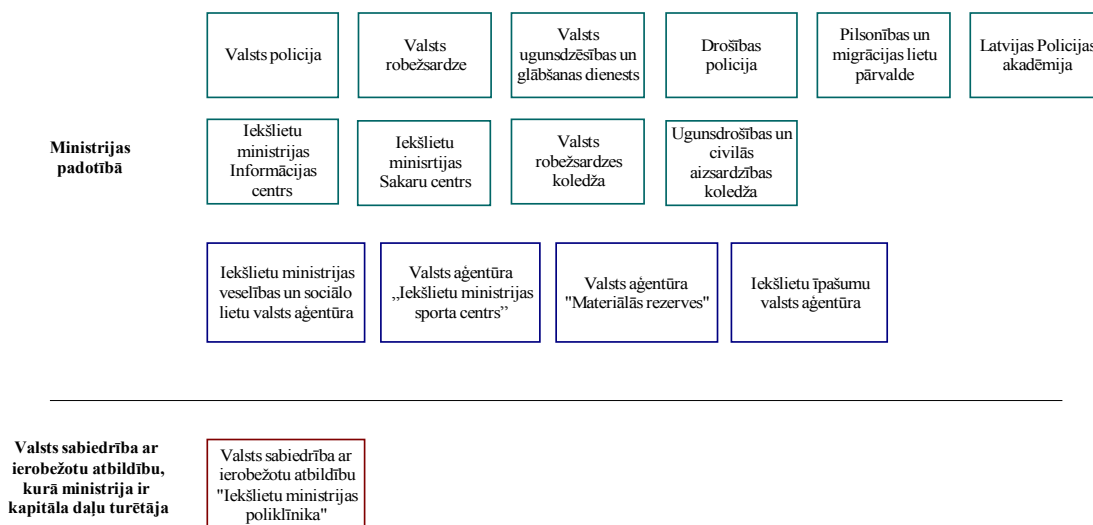 Valsts policija
Valsts
robežsardze
Valsts
ugunsdzēsības un
glābšanas dienests
Drošības
policija
Pilsonības un
migrācijas lietu
pārvalde
Latvijas Policijas
akadēmija
Ministrijas
padotībā
Iekšlietu
ministrijas
Informācijas
centrs
Iekšlietu
minisrtijas
Sakaru centrs
Valsts
robežsardzes
koledža
Ugunsdrošības un
civilās
aizsardzības
koledža
Iekšlietu ministrijas
veselības un sociālo
lietu valsts aģentūra
Valsts aģentūra
„Iekšlietu ministrijas
sporta centrs”
Valsts aģentūra
"Materiālās rezerves"
Iekšlietu īpašumu
valsts aģentūra
Valsts sabiedrība ar
ierobežotu atbildību,
kurā ministrija ir
kapitāla daļu turētāja
Valsts sabiedrība ar
ierobežotu atbildību
"Iekšlietu ministrijas
poliklīnika"